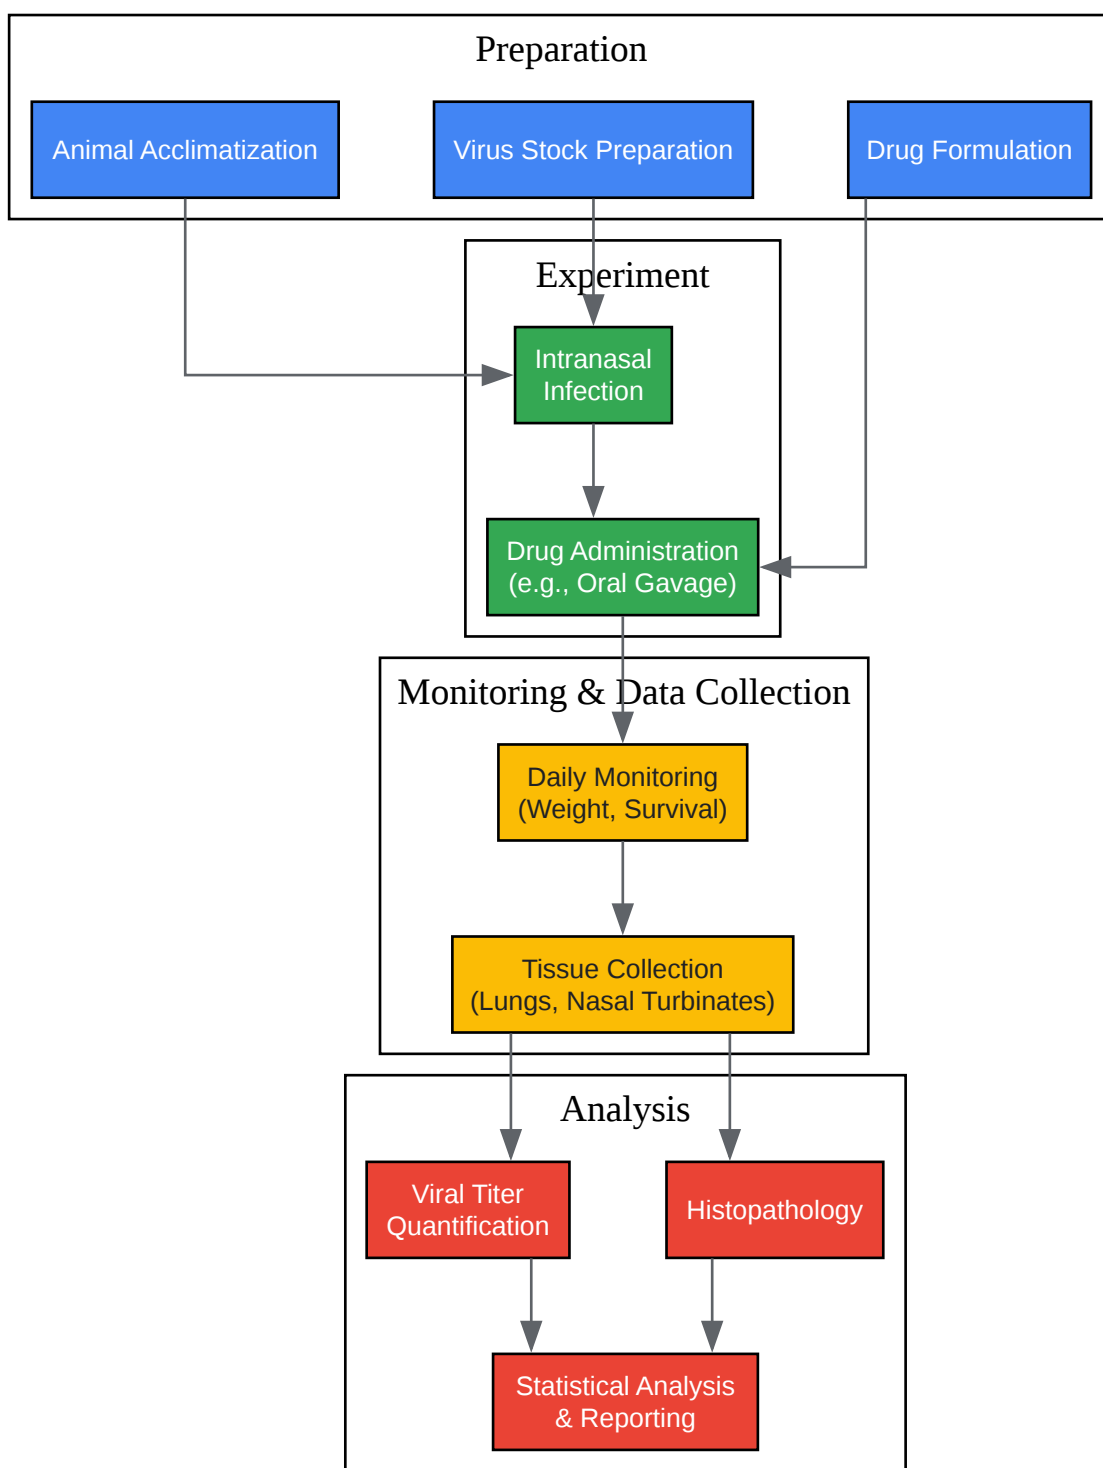 Preparation
Animal Acclimatization
Virus Stock Preparation
Drug Formulation
Experiment
Intranasal
Infection
Drug Administration
(e.g., Oral Gavage)
Monitoring & Data Collection
Daily Monitoring
(Weight, Survival)
Tissue Collection
(Lungs, Nasal Turbinates)
Analysis
Viral Titer
Quantification
Histopathology
Statistical Analysis
& Reporting